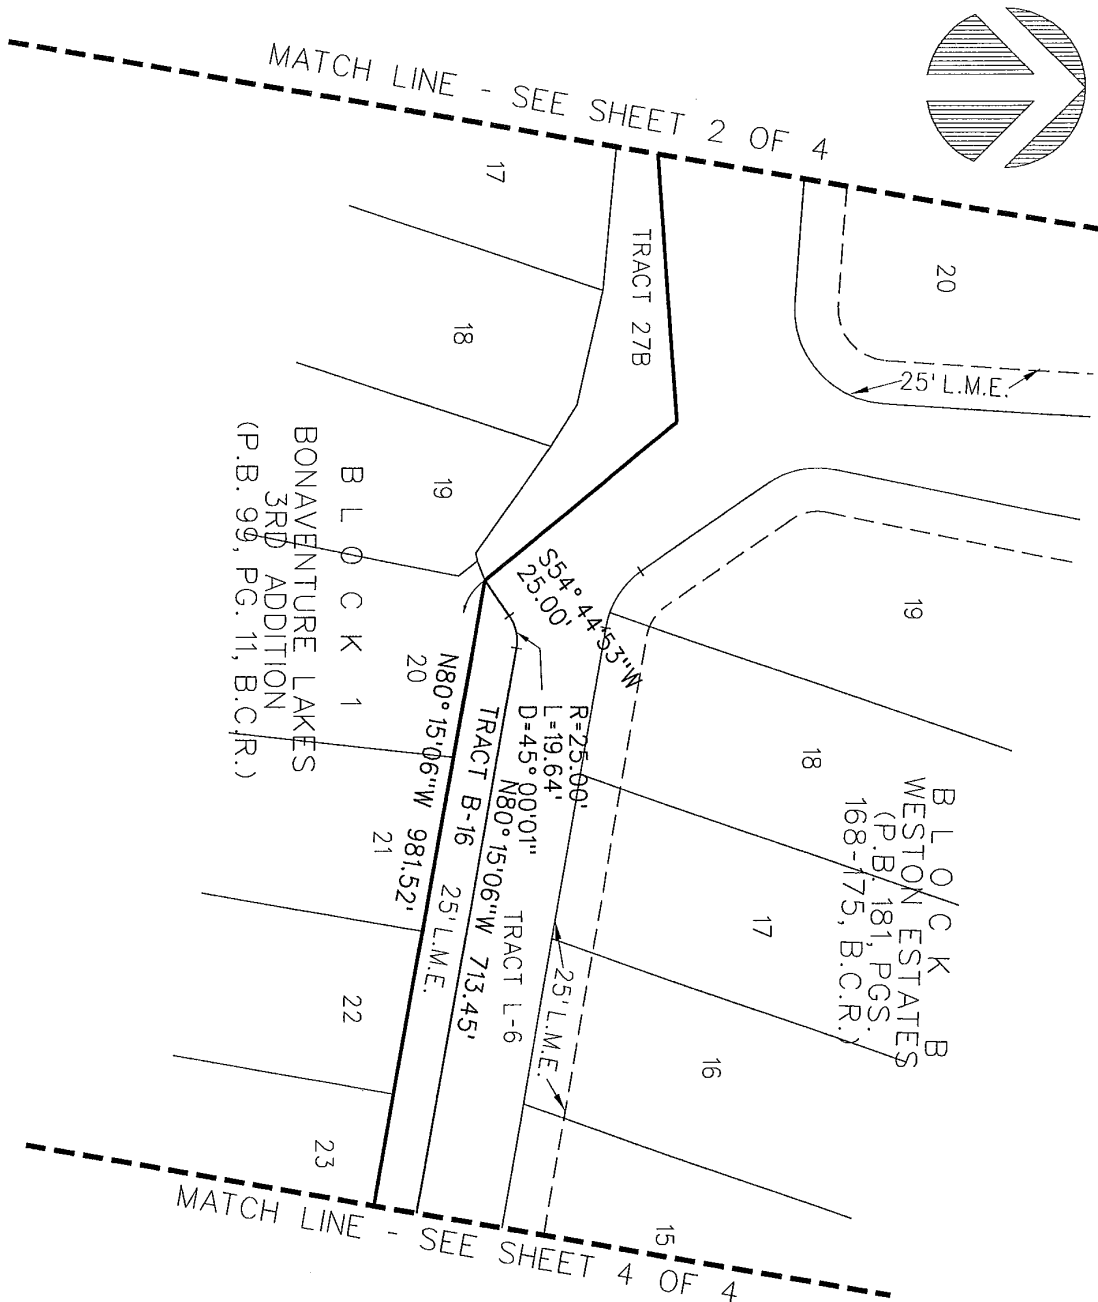 MATCH LINE - SEE SHEET 2 OF 4
17
TRACT 27B
20
25' L.M.E.
18
19
B L O C K 1
BONAVENTURE LAKES
3RD ADDITION
(P.B. 99, PG. 11, B.C.R.)
S54°44'53"W
25.00'
19
R=25.00'
L=19.64'
D=45°00'01"
N80°15'06"W 713.45'
TRACT L-6
TRACT B-16
25' L.M.E.
N80°15'06"W 981.52'
20
21
18
B L O C K B
WESTON ESTATES
(P.B. 181, PGS.
168-175, B.C.R.)
17
25' L.M.E.
22
16
23
15
MATCH LINE - SEE SHEET 4 OF 4